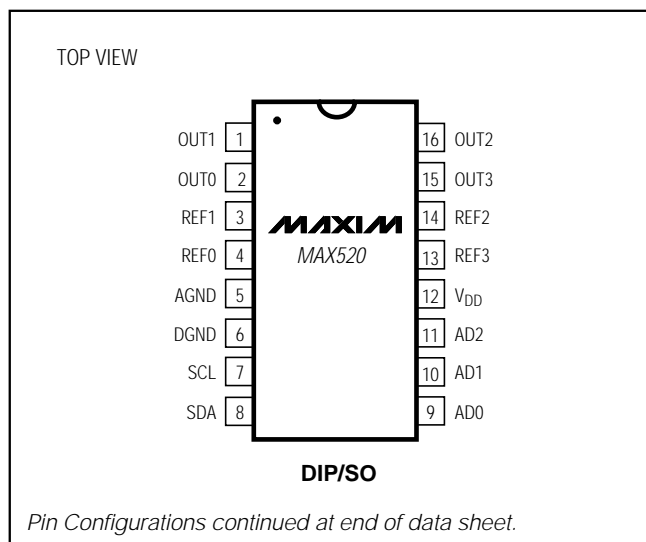 TOP VIEW
OUT1 1 16 OUT2
OUT0 2 15 OUT3
REF1 3 MAXIM 14 REF2
REF0 4 MAX520 13 REF3
AGND 5 12 VDD
DGND 6 11 AD2
SCL 7 10 AD1
SDA 8 9 AD0
DIP/SO
Pin Configurations continued at end of data sheet.